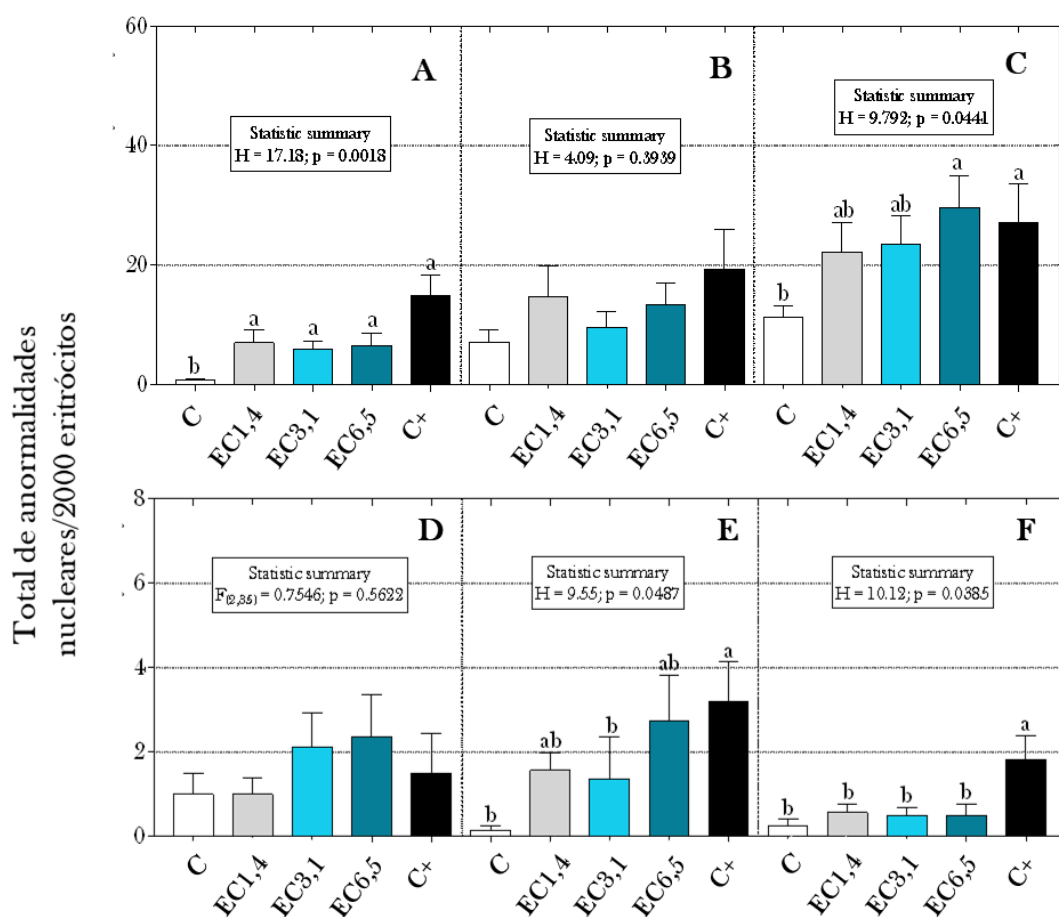 Total de anormalidades
nucleares/2000 eritrócitos
60
40
20
0
A
Statistic summary
H = 17.18; p = 0.0018
b
a
a
a
a
C
EC1,4
EC3,1
EC6,5
C+
B
Statistic summary
H = 4.09; p = 0.3939
C
EC1,4
EC3,1
EC6,5
C+
C
Statistic summary
H = 9.792; p = 0.0441
b
ab
ab
a
a
C
EC1,4
EC3,1
EC6,5
C+
8
6
4
2
0
D
Statistic summary
F(2,35) = 0.7546; p = 0.5622
C
EC1,4
EC3,1
EC6,5
C+
E
Statistic summary
H = 9.55; p = 0.0487
b
ab
b
ab
a
C
EC1,4
EC3,1
EC6,5
C+
F
Statistic summary
H = 10.12; p = 0.0385
b
b
b
b
a
C
EC1,4
EC3,1
EC6,5
C+